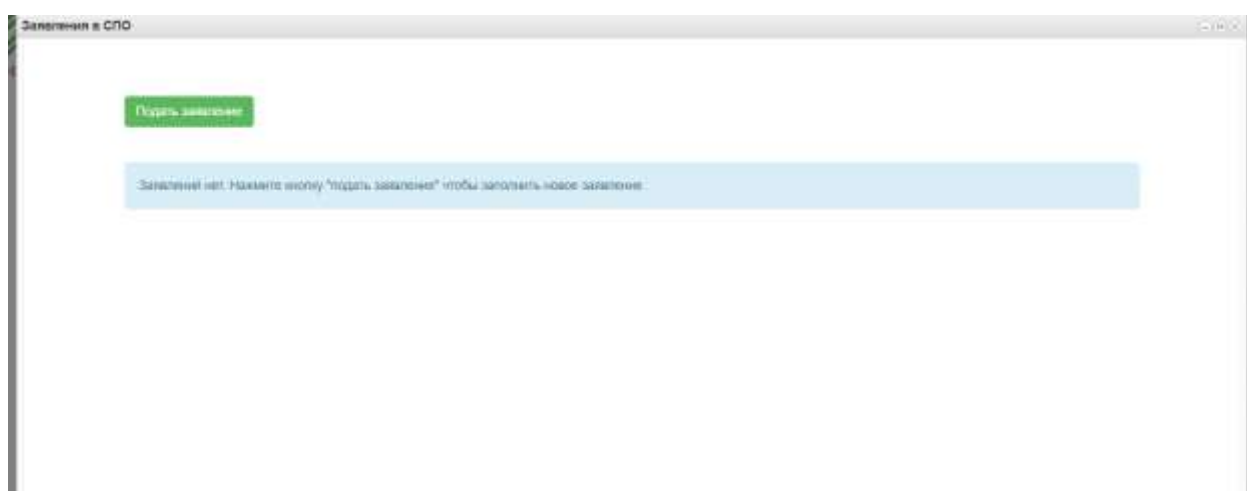 Заявления в СПО
Подать заявление
Заявлений нет. Нажмите кнопку "подать заявление" чтобы заполнить новое заявление